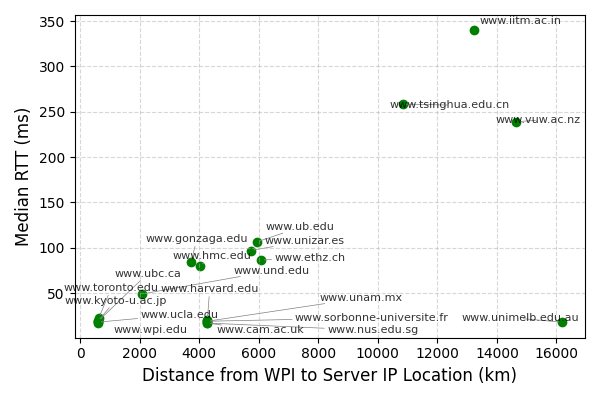 350
300
250
200
150
100
50
Median RTT (ms)
www.iitm.ac.in
www.tsinghua.edu.cn
www.vuw.ac.nz
www.ub.edu
www.gonzaga.edu
www.unizar.es
www.hmc.edu
www.ethz.ch
www.und.edu
www.ubc.ca
www.toronto.edu
www.harvard.edu
www.kyoto-u.ac.jp
www.unam.mx
www.ucla.edu
www.sorbonne-universite.fr
www.unimelb.edu.au
www.wpi.edu
www.cam.ac.uk
www.nus.edu.sg
0 2000 4000 6000 8000 10000 12000 14000 16000
Distance from WPI to Server IP Location (km)